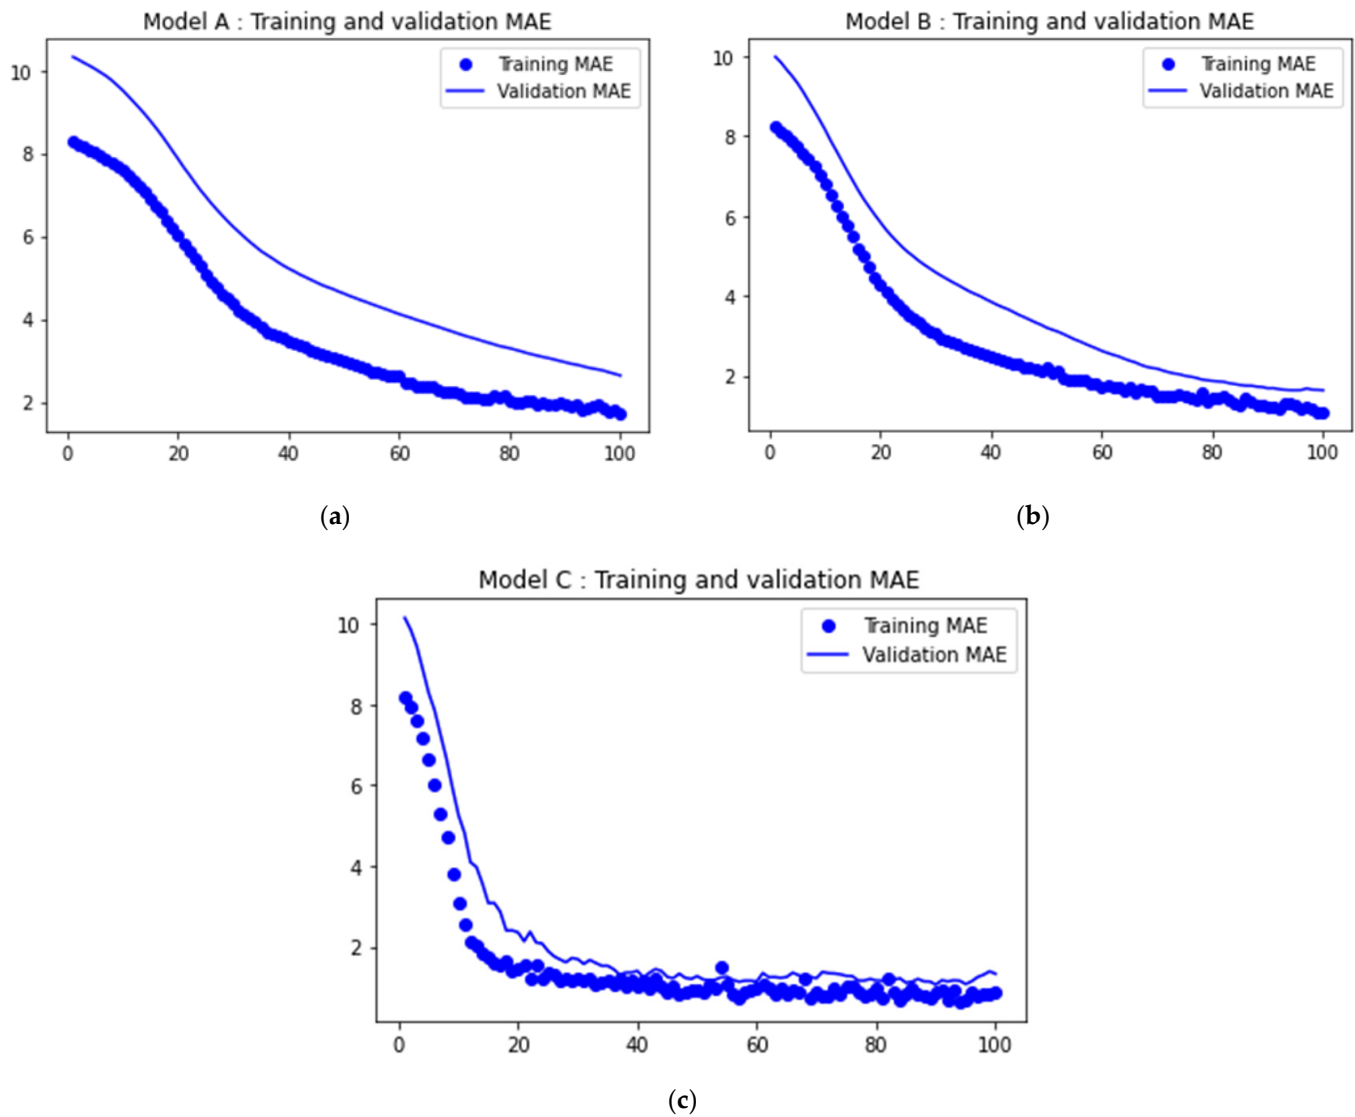 Model A : Training and validation MAE
Training MAE
Validation MAE
10
8
6
4
2
0 20 40 60 80 100
(a)
Model B : Training and validation MAE
Training MAE
Validation MAE
10
8
6
4
2
0 20 40 60 80 100
(b)
Model C : Training and validation MAE
Training MAE
Validation MAE
10
8
6
4
2
0 20 40 60 80 100
(c)